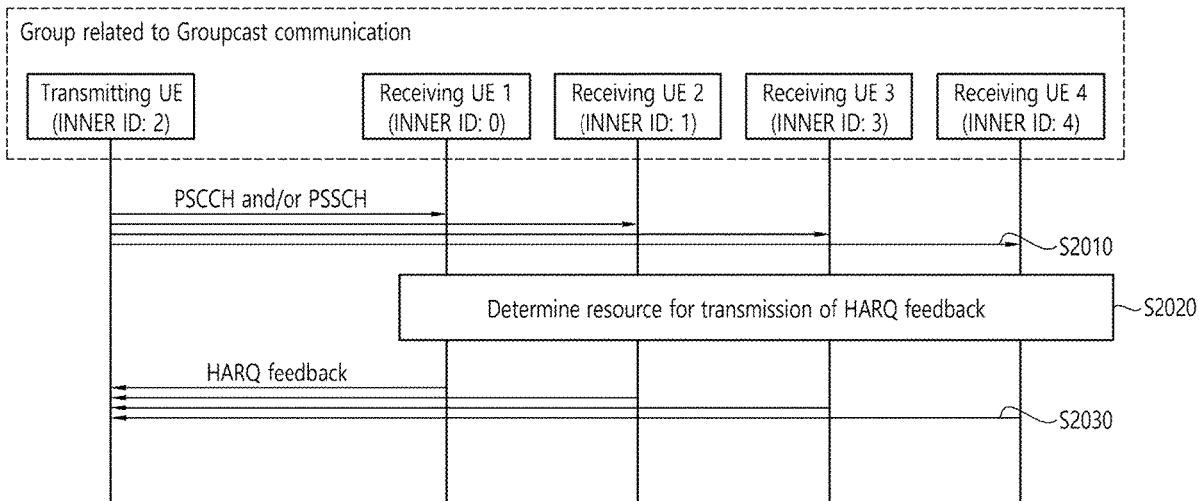 Group related to Groupcast communication
Transmitting UE
(INNER ID: 2)
Receiving UE 1
(INNER ID: 0)
Receiving UE 2
(INNER ID: 1)
Receiving UE 3
(INNER ID: 3)
Receiving UE 4
(INNER ID: 4)
PSCCH and/or PSSCH
S2010
Determine resource for transmission of HARQ feedback
S2020
HARQ feedback
S2030